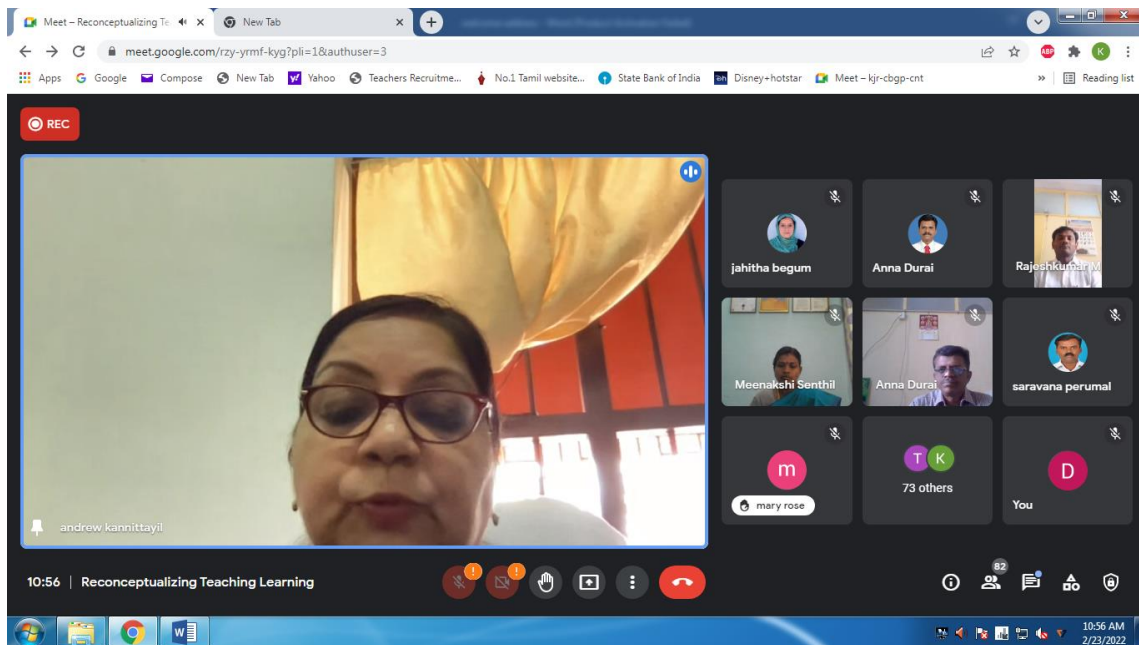 Meet – Reconceptualizing Te
New Tab
meet.google.com/rzy-yrmf-kyg?pli=1&authuser=3
ABP
K
Apps Google Compose New Tab Yahoo Teachers Recruitme... No.1 Tamil website... State Bank of India Disney+hotstar Meet – kjr-cbgp-cnt » Reading list
REC
jahitha begum
Anna Durai
Rajeshkumar M
Meenakshi Senthil
Anna Durai
saravana perumal
m
mary rose
T K
73 others
D
You
andrew kannittayil
10:56 | Reconceptualizing Teaching Learning
82
10:56 AM
2/23/2022